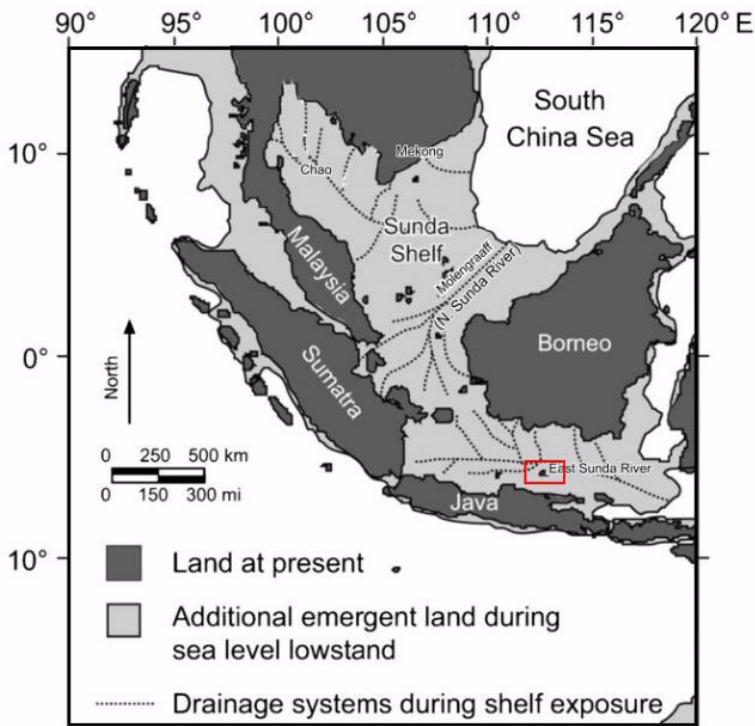 90° 95° 100° 105° 110° 115° 120° E
South
China Sea
10°
Mekong
Chao
Sunda
Shelf
Malaysia
Molengraaff
(N. Sunda River)
0°
Borneo
North
Sumatra
0 250 500 km
0 150 300 mi
East Sunda River
Java
10°
Land at present
Additional emergent land during
sea level lowstand
Drainage systems during shelf exposure